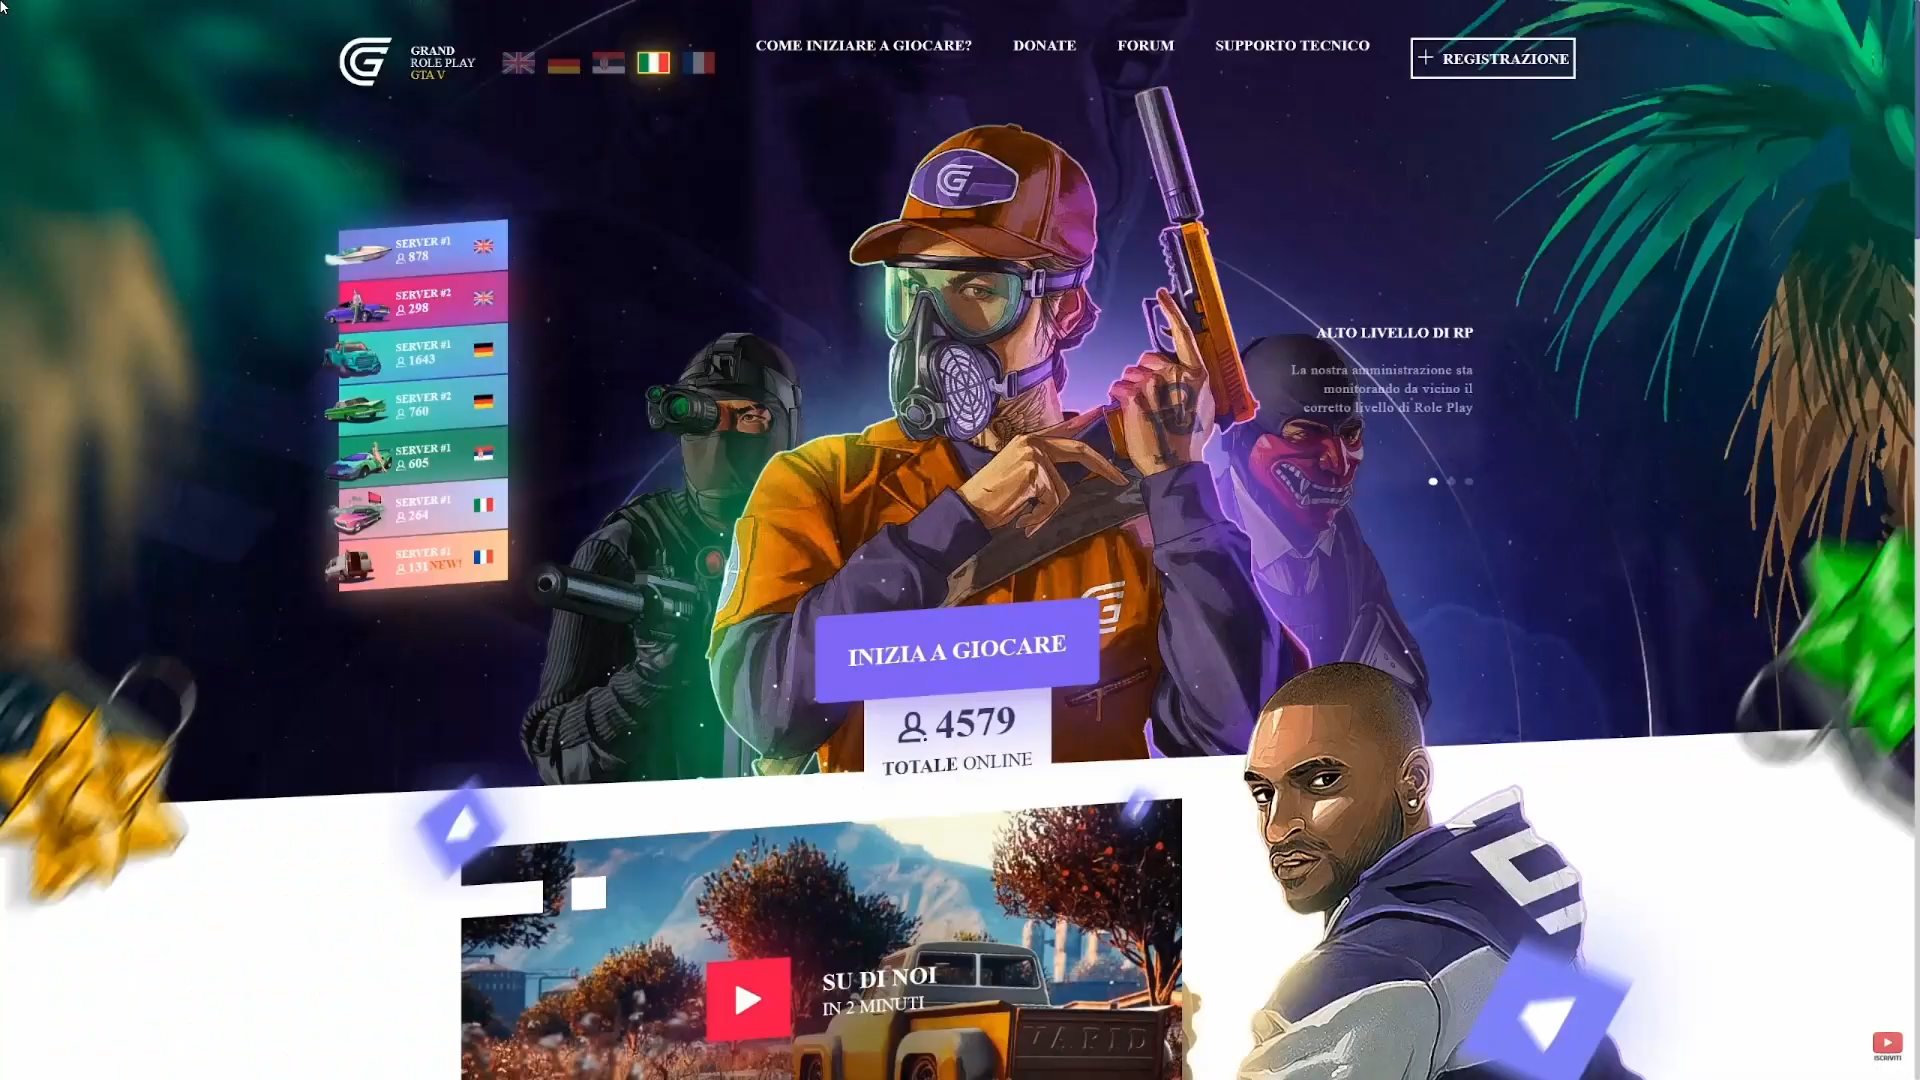 GRAND
ROLE PLAY
GTA V
COME INIZIARE A GIOCARE?
DONATE
FORUM
SUPPORTO TECNICO
REGISTRAZIONE
SERVER #1
878
SERVER #2
298
SERVER #1
1643
SERVER #2
760
SERVER #1
605
SERVER #1
264
SERVER #1
131 NEW!
ALTO LIVELLO DI RP
La nostra amministrazione sta
monitorando da vicino il
corretto livello di Role Play
INIZIA A GIOCARE
4579
TOTALE ONLINE
SU DI NOI
IN 2 MINUTI
ISCRIVITI